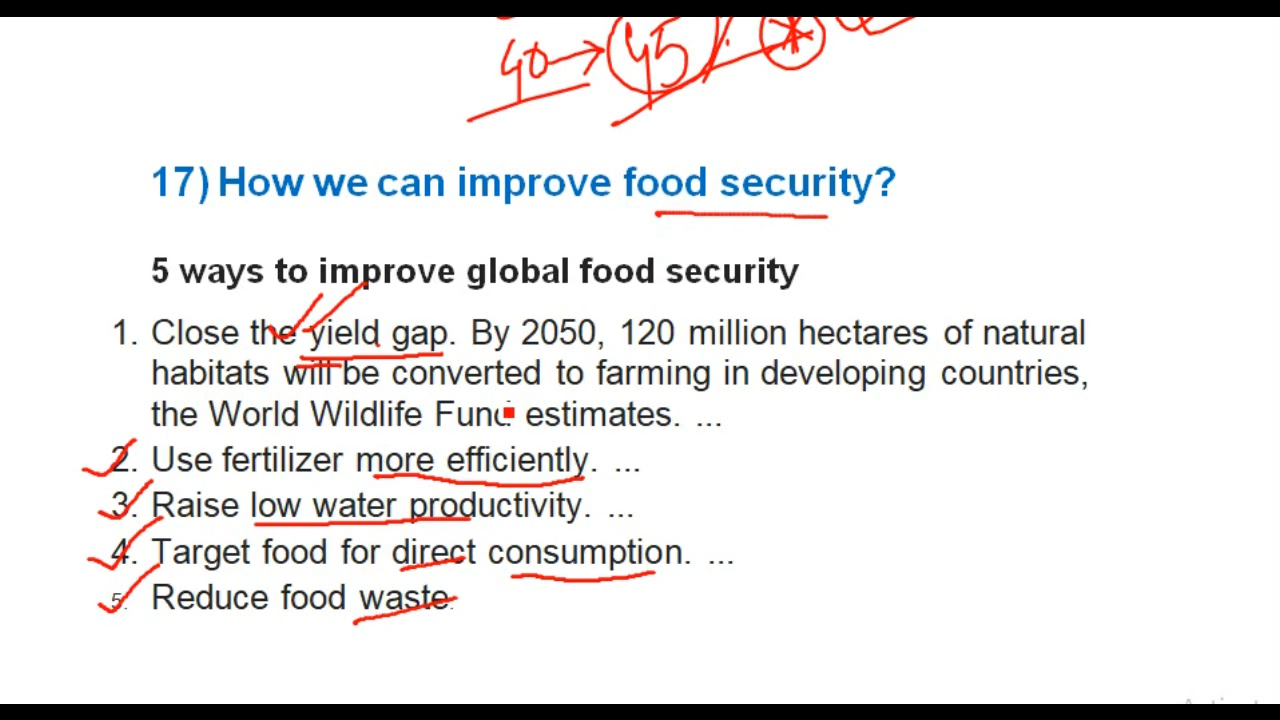 40 → 45 %
17) How we can improve food security?
5 ways to improve global food security
1. Close the yield gap. By 2050, 120 million hectares of natural
habitats will be converted to farming in developing countries,
the World Wildlife Fund estimates. ...
2. Use fertilizer more efficiently. ...
3. Raise low water productivity. ...
4. Target food for direct consumption. ...
5. Reduce food waste.